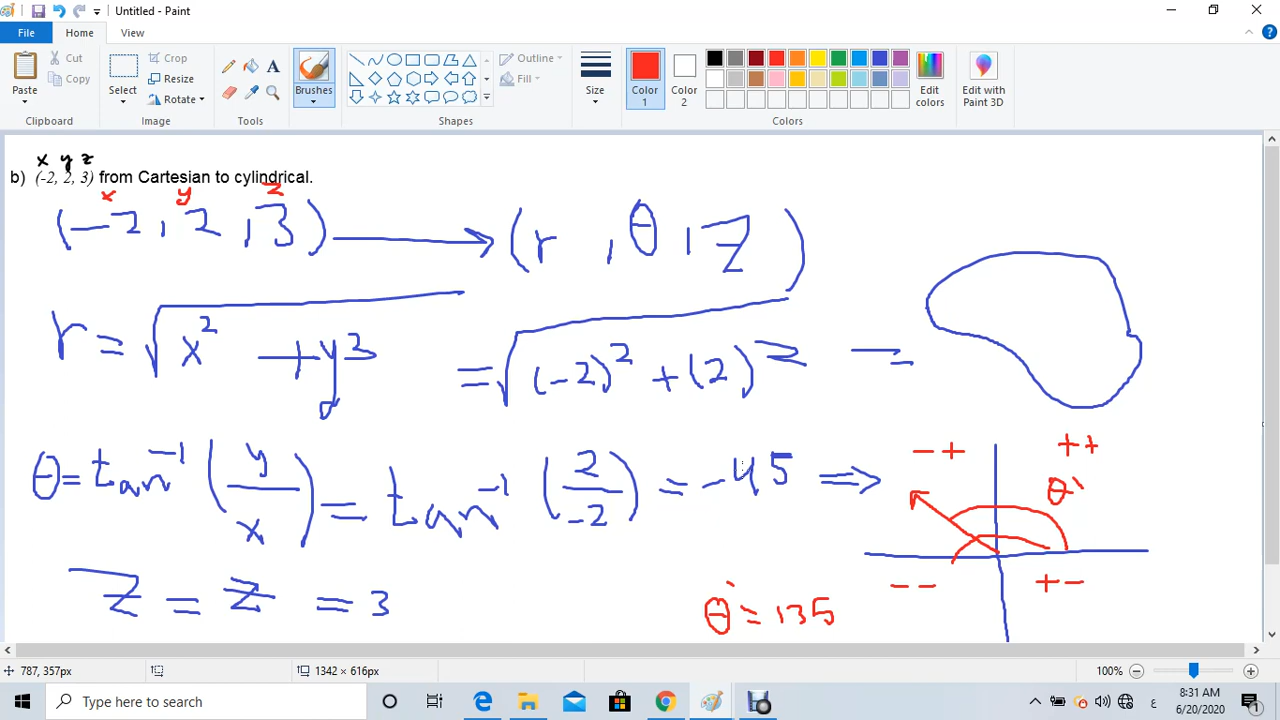 Untitled - Paint
File Home View
Cut
Copy
Paste
Clipboard
Select
Crop
Resize
Rotate
Image
Tools
Brushes
Shapes
Outline
Fill
Size
Color 1
Color 2
Edit colors
Colors
Edit with Paint 3D
x y z
b) (-2, 2, 3) from Cartesian to cylindrical.
x y z
(-2, 2, 3) → (r, θ, z)
r = √x² + y² = √(-2)² + (2)² =
θ = tan⁻¹ (y/x) = tan⁻¹ (2/-2) = -45 ⇒
-+ ++
θ'
-- +-
z = z = 3
θ' = 135
787, 357px
1342 × 616px
100%
Type here to search
ع
8:31 AM
6/20/2020
1